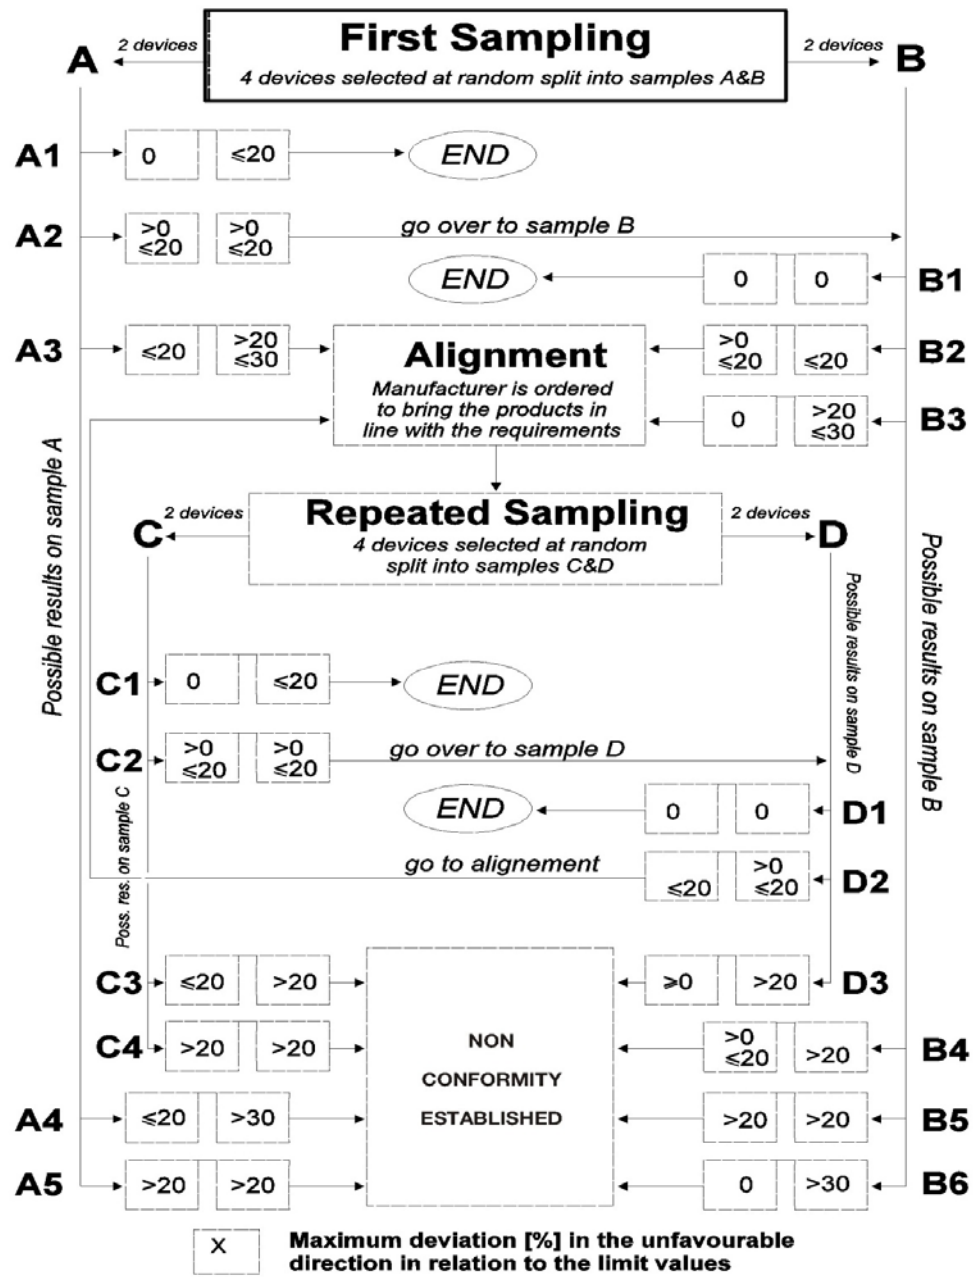 First Sampling
4 devices selected at random split into samples A&B
A
2 devices
2 devices
B
A1
0
≤20
END
A2
>0
≤20
>0
≤20
go over to sample B
END
0
0
B1
A3
≤20
>20
≤30
Alignment
Manufacturer is ordered
to bring the products in
line with the requirements
>0
≤20
≤20
B2
0
>20
≤30
B3
Possible results on sample A
Possible results on sample B
C
2 devices
Repeated Sampling
4 devices selected at random
split into samples C&D
2 devices
D
Possible results on sample D
C1
0
≤20
END
C2
>0
≤20
>0
≤20
go over to sample D
Poss. res. on sample C
END
0
0
D1
go to alignement
≤20
>0
≤20
D2
C3
≤20
>20
NON
CONFORMITY
ESTABLISHED
≥0
>20
D3
C4
>20
>20
>0
≤20
>20
B4
A4
≤20
>30
>20
>20
B5
A5
>20
>20
0
>30
B6
X
Maximum deviation [%] in the unfavourable
direction in relation to the limit values